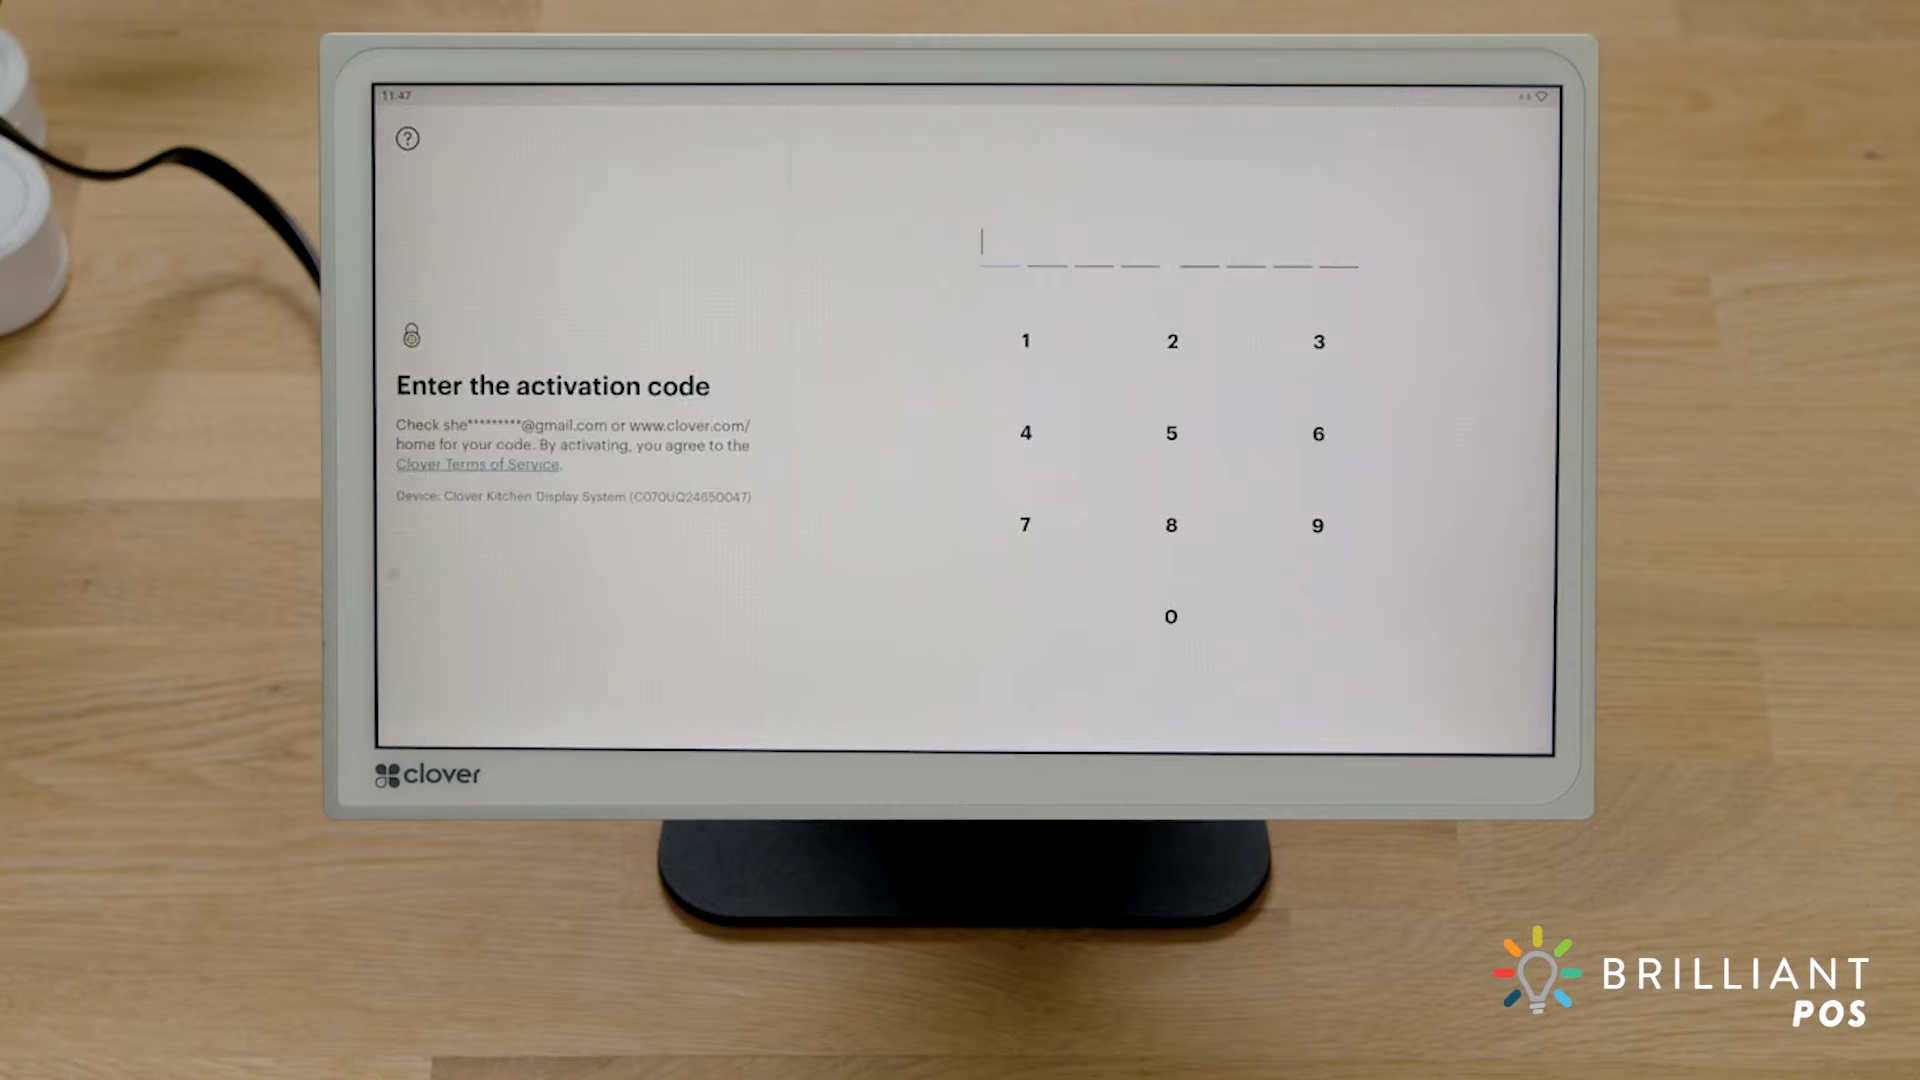 11:47
?
Enter the activation code
Check she*********@gmail.com or www.clover.com/
home for your code. By activating, you agree to the
Clover Terms of Service.
Device: Clover Kitchen Display System (C070UQ24650047)
1 2 3
4 5 6
7 8 9
0
clover
BRILLIANT
POS